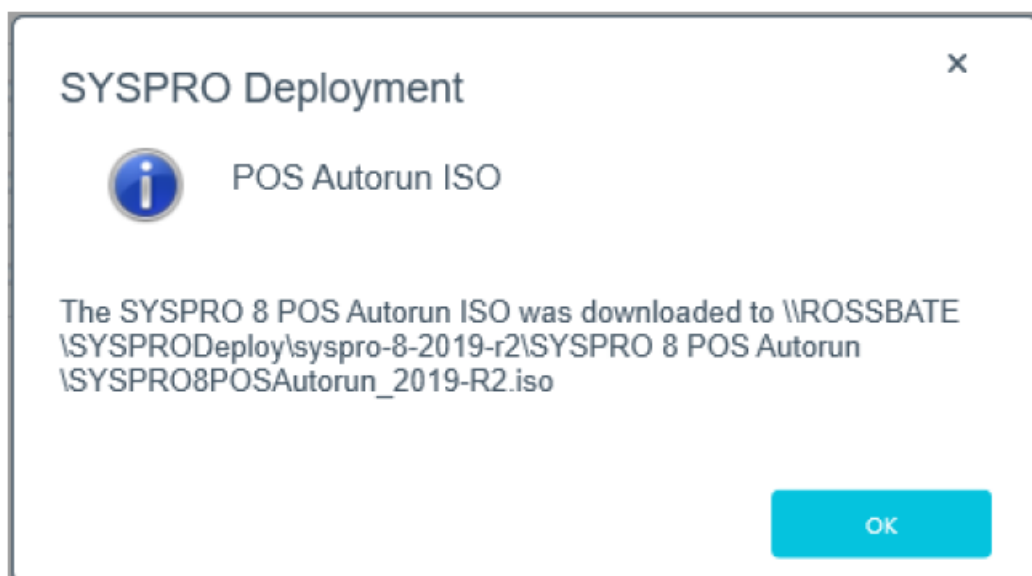 SYSPRO Deployment
POS Autorun ISO
The SYSPRO 8 POS Autorun ISO was downloaded to \\ROSSBATE
\SYSPRODeploy\syspro-8-2019-r2\SYSPRO 8 POS Autorun
\SYSPRO8POSAutorun_2019-R2.iso
OK